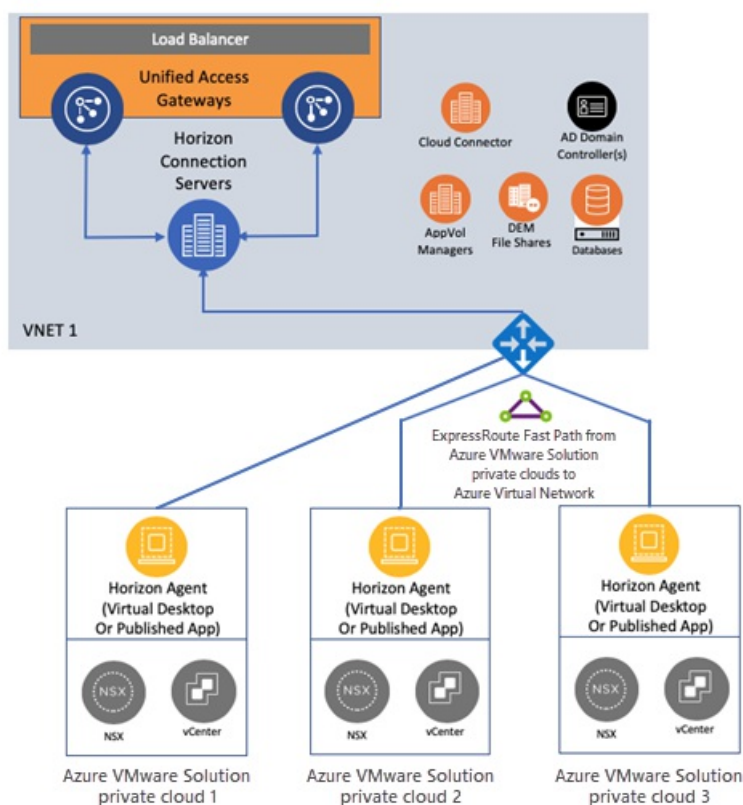 Load Balancer
Unified Access
Gateways
Horizon
Connection
Servers
Cloud Connector
AD Domain
Controller(s)
AppVol
Managers
DEM
File Shares
Databases
VNET 1
ExpressRoute Fast Path from
Azure VMware Solution
private clouds to
Azure Virtual Network
Horizon Agent
(Virtual Desktop
Or Published App)
NSX
NSX
vCenter
Azure VMware Solution
private cloud 1
Horizon Agent
(Virtual Desktop
Or Published App)
NSX
NSX
vCenter
Azure VMware Solution
private cloud 2
Horizon Agent
(Virtual Desktop
Or Published App)
NSX
NSX
vCenter
Azure VMware Solution
private cloud 3